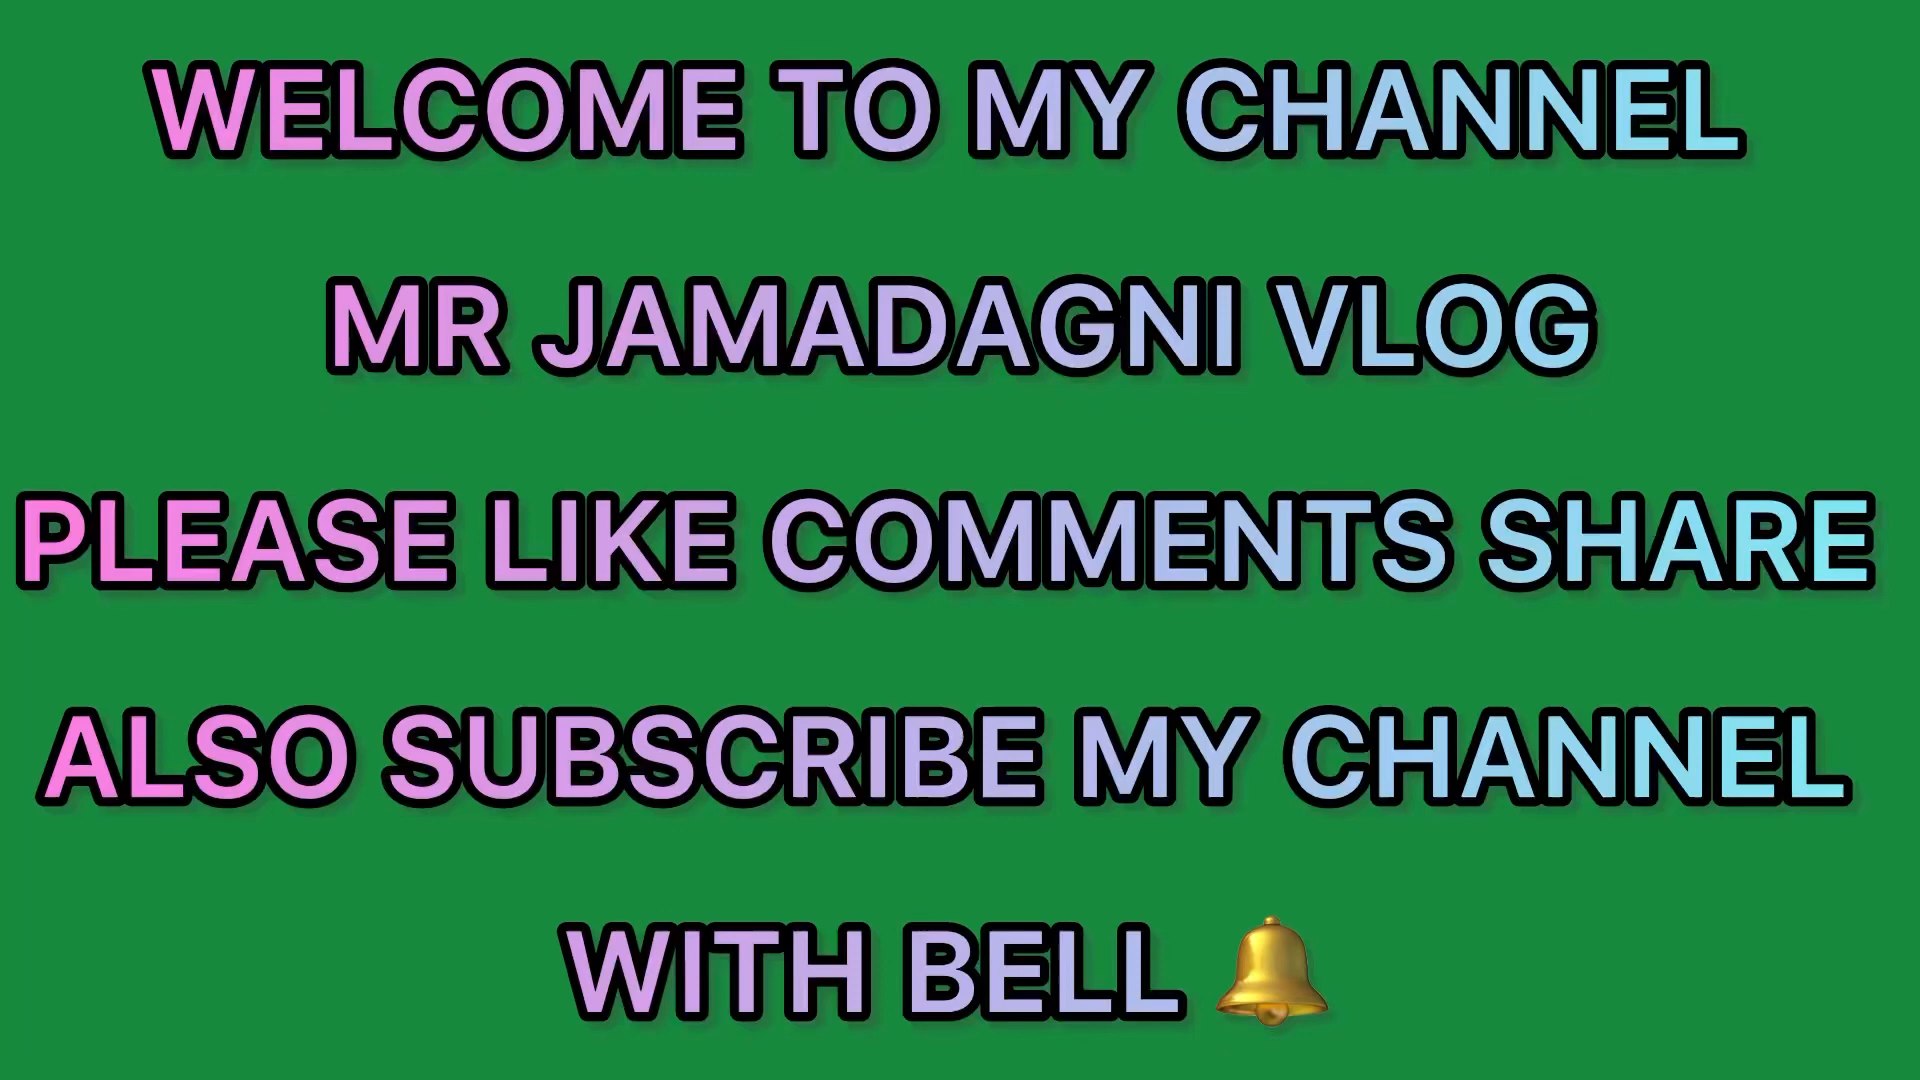 WELCOME TO MY CHANNEL
MR JAMADAGNI VLOG
PLEASE LIKE COMMENTS SHARE
ALSO SUBSCRIBE MY CHANNEL
WITH BELL 🔔